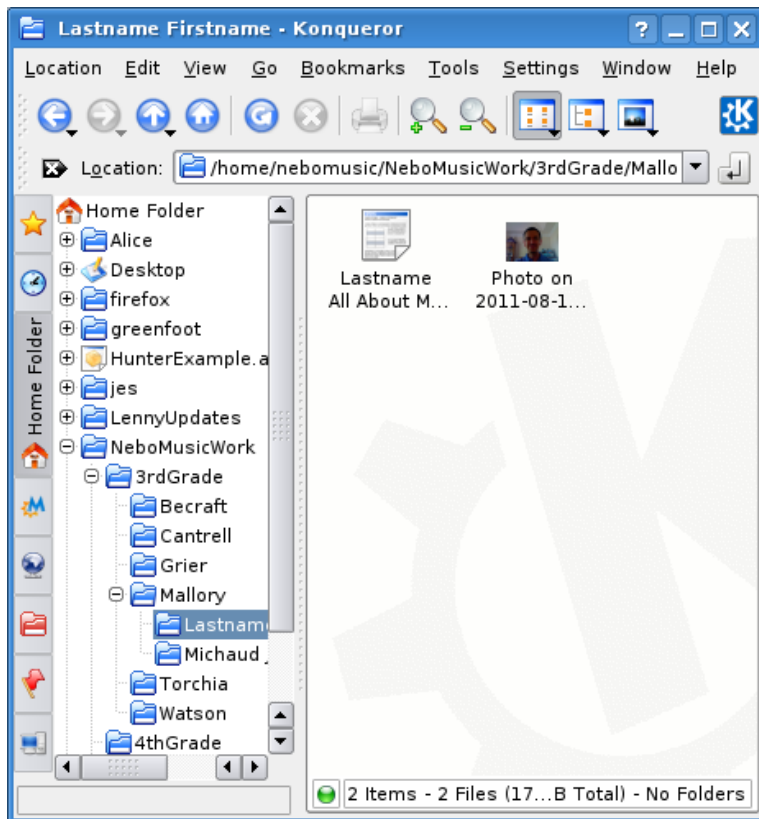 Lastname Firstname - Konqueror
Location Edit View Go Bookmarks Tools Settings Window Help
Location: /home/nebomusic/NeboMusicWork/3rdGrade/Mallo
Home Folder
Home Folder
Alice
Desktop
firefox
greenfoot
HunterExample.a
jes
LennyUpdates
NeboMusicWork
3rdGrade
Becraft
Cantrell
Grier
Mallory
Lastname
Michaud
Torchia
Watson
4thGrade
Lastname
All About M...
Photo on
2011-08-1...
2 Items - 2 Files (17...B Total) - No Folders